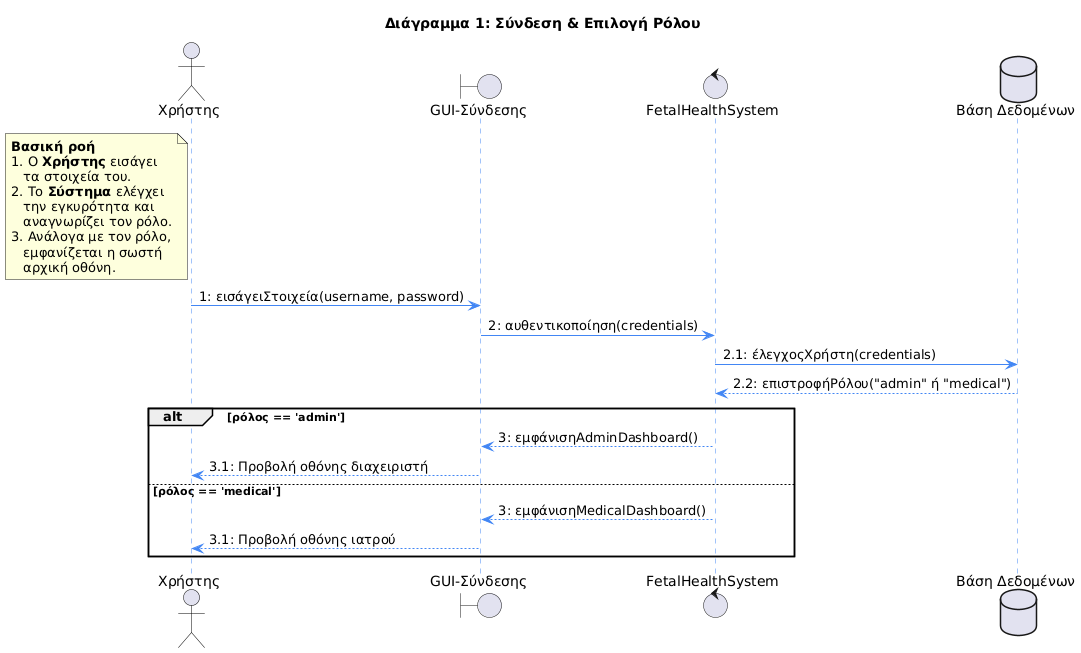 Διάγραμμα 1: Σύνδεση & Επιλογή Ρόλου
Χρήστης
GUI-Σύνδεσης
FetalHealthSystem
Βάση Δεδομένων
Βασική ροή
1. Ο Χρήστης εισάγει
τα στοιχεία του.
2. Το Σύστημα ελέγχει
την εγκυρότητα και
αναγνωρίζει τον ρόλο.
3. Ανάλογα με τον ρόλο,
εμφανίζεται η σωστή
αρχική οθόνη.
1: εισάγειΣτοιχεία(username, password)
2: αυθεντικοποίηση(credentials)
2.1: έλεγχοςΧρήστη(credentials)
2.2: επιστροφήΡόλου("admin" ή "medical")
alt [ρόλος == 'admin']
3: εμφάνισηAdminDashboard()
3.1: Προβολή οθόνης διαχειριστή
[ρόλος == 'medical']
3: εμφάνισηMedicalDashboard()
3.1: Προβολή οθόνης ιατρού
Χρήστης
GUI-Σύνδεσης
FetalHealthSystem
Βάση Δεδομένων